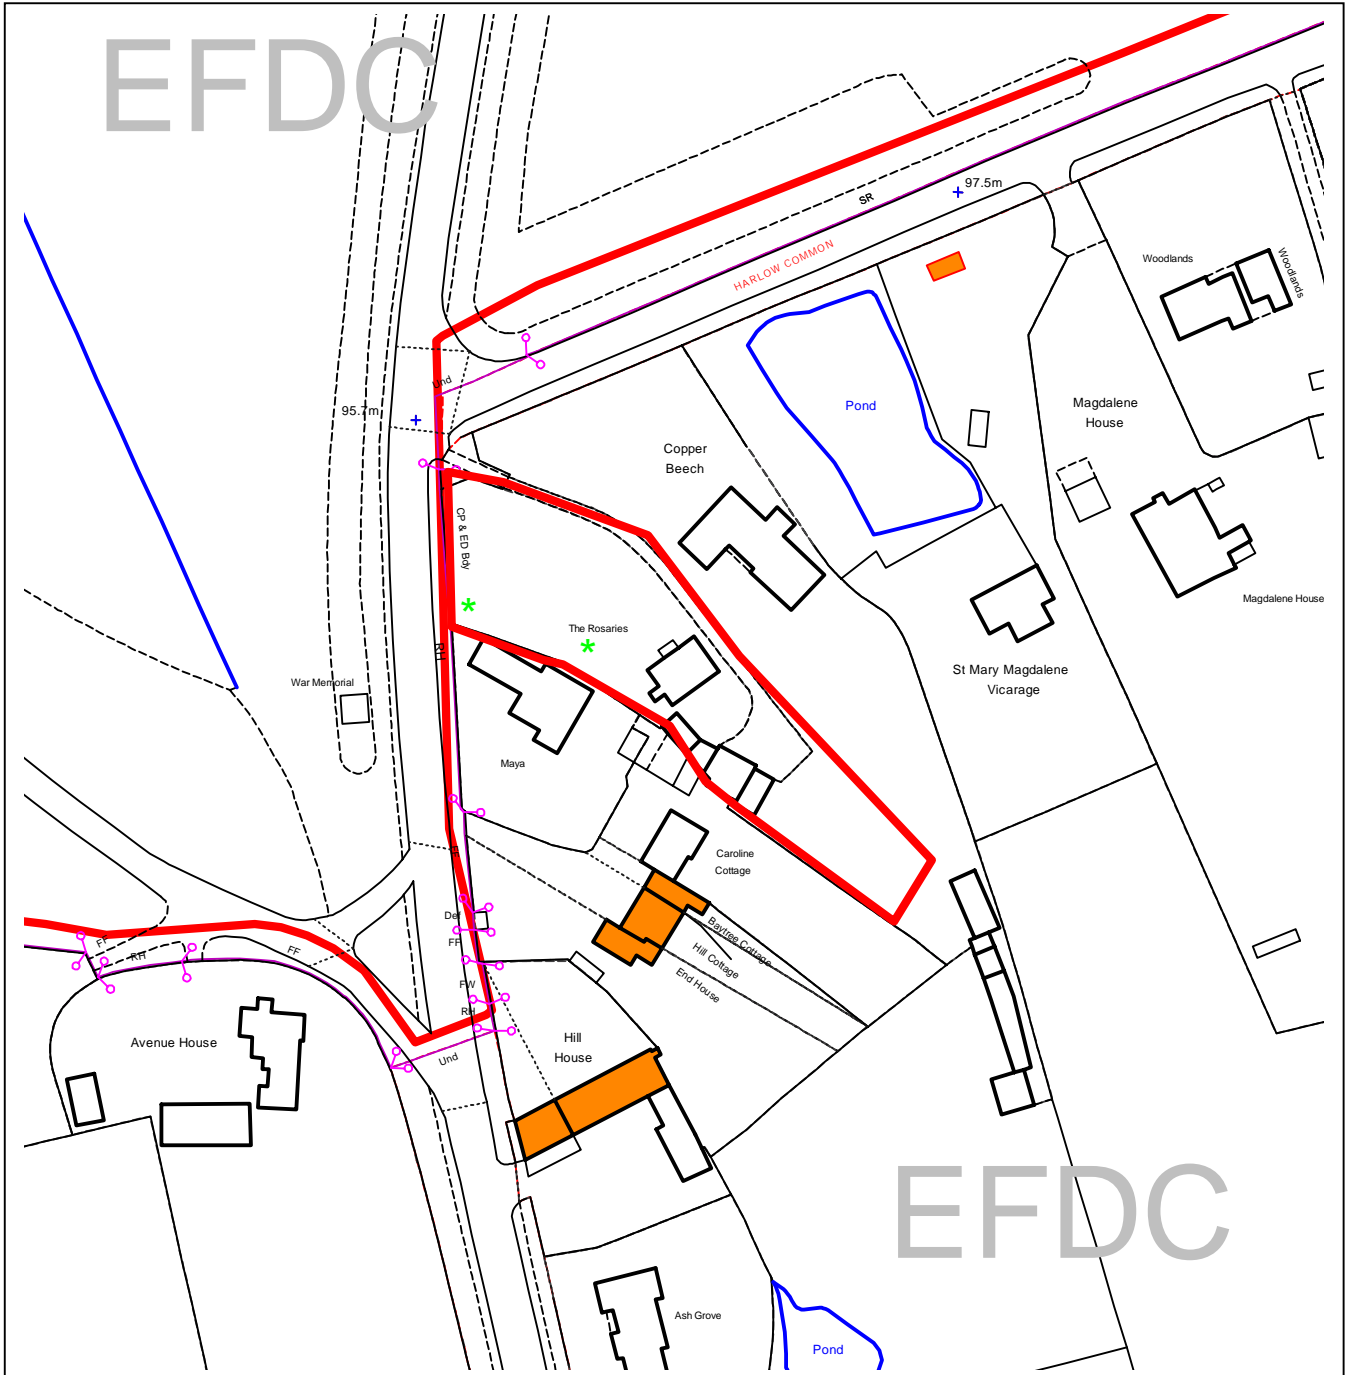 EFDC
SR
97.5m
HARLOW COMMON
Woodlands
Woodlands
Und
95.7m
Pond
Magdalene
House
Copper
Beech
CP & ED Bdy
Magdalene House
The Rosaries
RH
War Memorial
St Mary Magdalene
Vicarage
Maya
FF
Caroline
Cottage
Def
FF
Baytree Cottage
Hill Cottage
End House
FF
RH
FF
FW
RH
Avenue House
Hill
House
Und
EFDC
Ash Grove
Pond